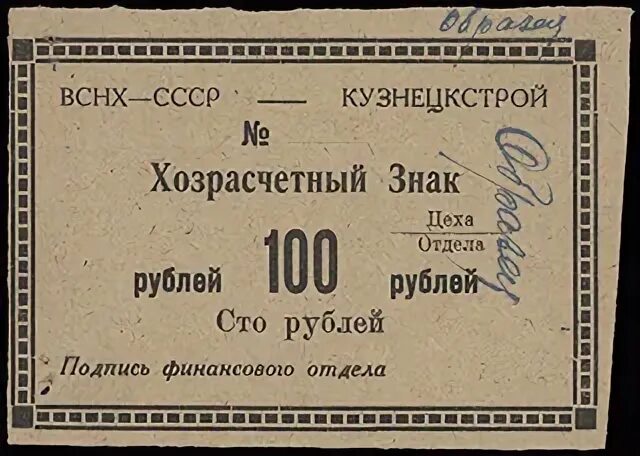 Образец
ВСНХ—СССР — КУЗНЕЦКСТРОЙ
№
Хозрасчетный Знак
Цеха
Отдела
Образец
рублей 100 рублей
Сто рублей
Подпись финансового отдела